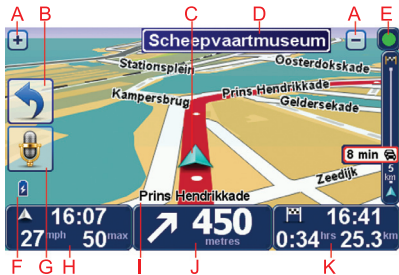 A B C D A E
+ Scheepvaartmuseum −
Stationsplein Oosterdokskade
Kampersbrug Prins Hendrikkade
Geldersekade
8 min
5 km
Zeedijk
Prins Hendrikkade
16:07 450 16:41
27 mph 50 max metres 0:34 hrs 25.3 km
F G H I J K